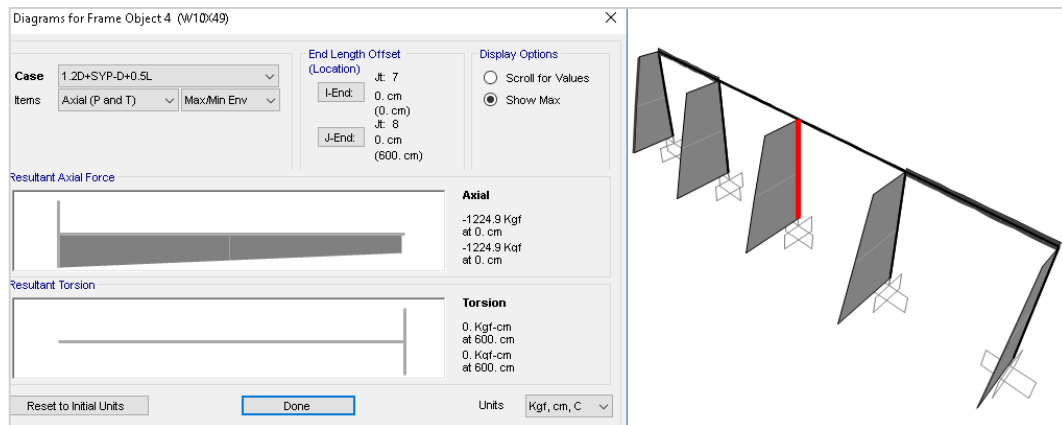 Diagrams for Frame Object 4 (W10X49)
Case
1.2D+SYP-D+0.5L
Items
Axial (P and T)
Max/Min Env
End Length Offset
(Location)
I-End:
Jt: 7
0. cm
(0. cm)
J-End:
Jt: 8
0. cm
(600. cm)
Display Options
Scroll for Values
Show Max
Resultant Axial Force
Axial
-1224.9 Kgf
at 0. cm
-1224.9 Kgf
at 0. cm
Resultant Torsion
Torsion
0. Kgf-cm
at 600. cm
0. Kgf-cm
at 600. cm
Reset to Initial Units
Done
Units
Kgf, cm, C